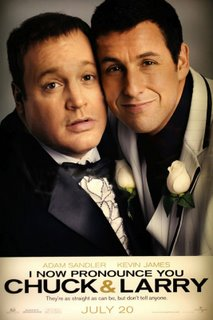 ADAM SANDLER KEVIN JAMES
I NOW PRONOUNCE YOU
CHUCK & LARRY
They're as straight as can be, but don't tell anyone.
JULY 20